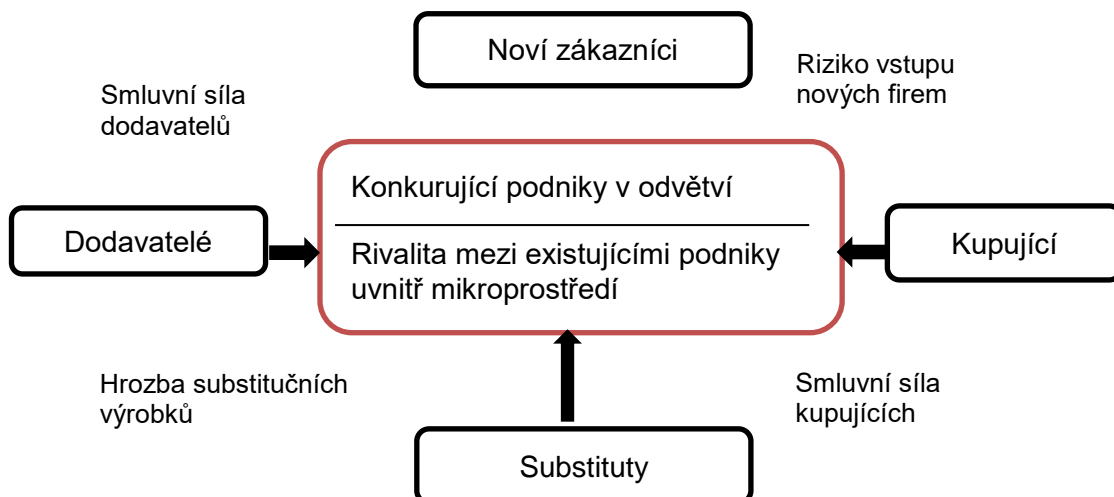 Noví zákazníci
Riziko vstupu
nových firem
Smluvní síla
dodavatelů
Konkurující podniky v odvětví
Dodavatelé
Rivalita mezi existujícími podniky
uvnitř mikroprostředí
Kupující
Hrozba substitučních
výrobků
Smluvní síla
kupujících
Substituty